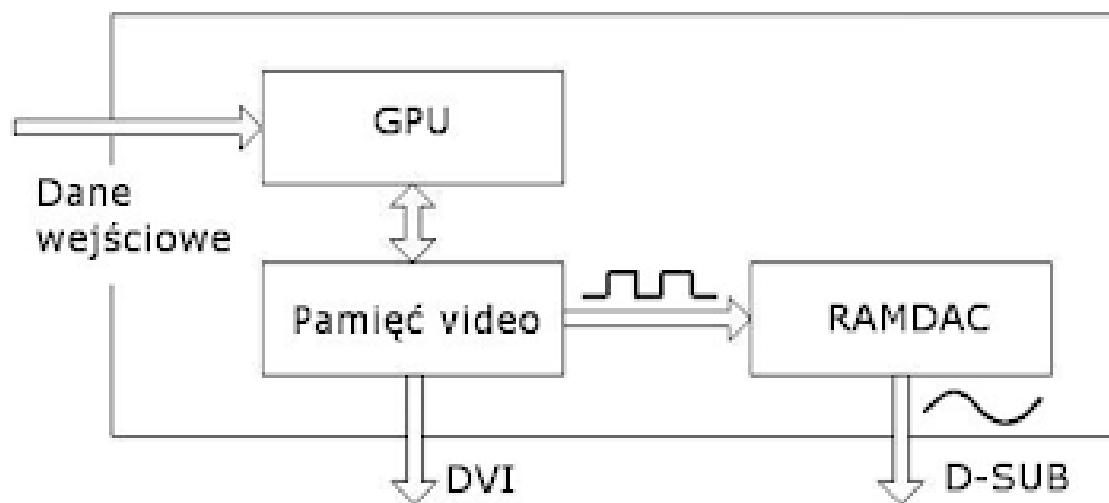 GPU
Dane
wejściowe
Pamięć video
RAMDAC
DVI
D-SUB